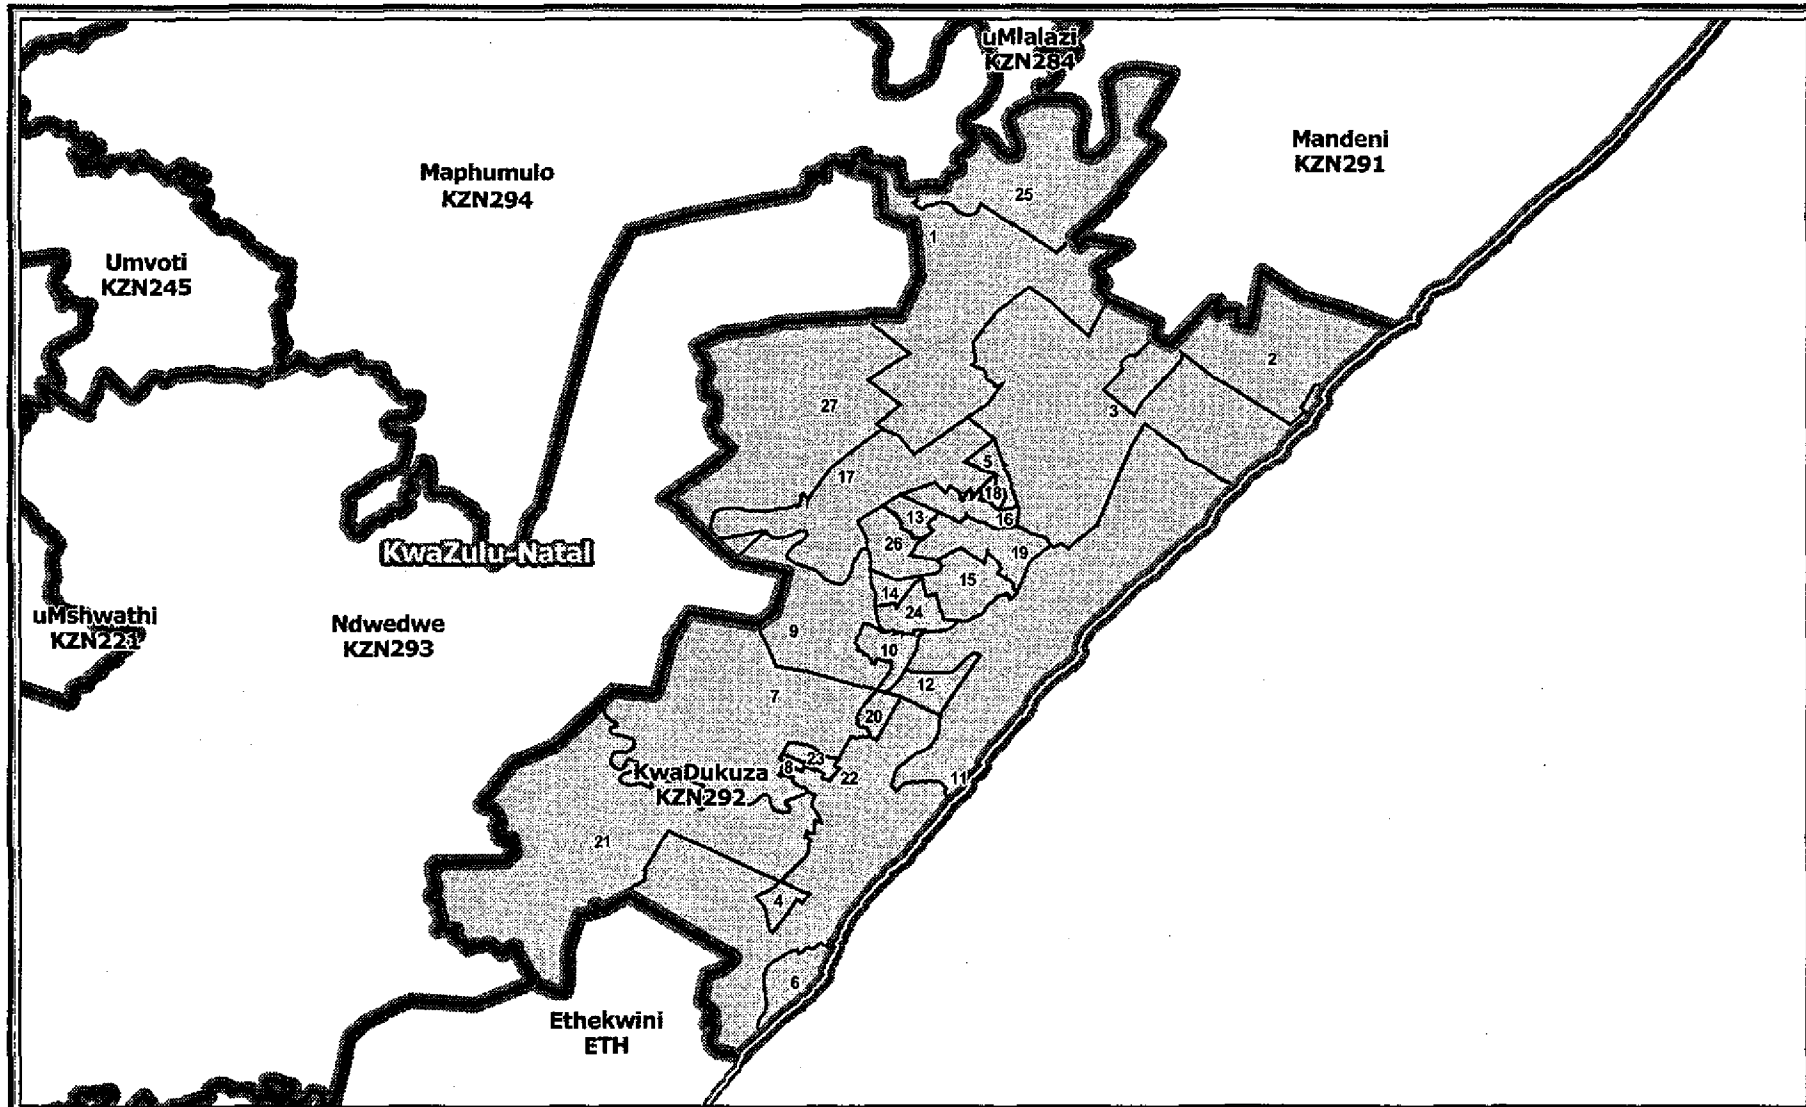 uMlalazi
KZN284
Mandeni
KZN291
Maphumulo
KZN294
25
1
Umvoti
KZN245
2
27
3
5
17
18
13
16
26
19
KwaZulu-Natal
15
14
24
uMshwathi
KZN221
Ndwedwe
KZN293
9
10
12
7
20
23
8
22
11
KwaDukuza
KZN292
21
4
6
Ethekwini
ETH